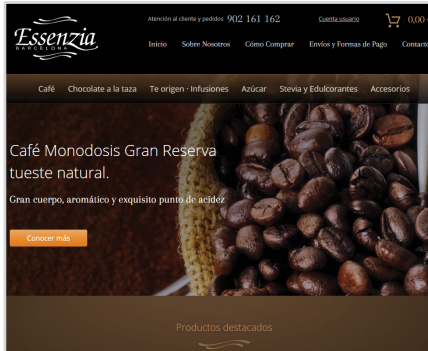 Essenzia
BARCELONA
Atención al cliente y pedidos 902 161 162
Cuenta usuario
0,00
Inicio Sobre Nosotros Cómo Comprar Envíos y Formas de Pago Contacto
Café Chocolate a la taza Te origen · Infusiones Azúcar Stevia y Edulcorantes Accesorios
Café Monodosis Gran Reserva
tueste natural.
Gran cuerpo, aromático y exquisito punto de acidez
Conocer más
Productos destacados